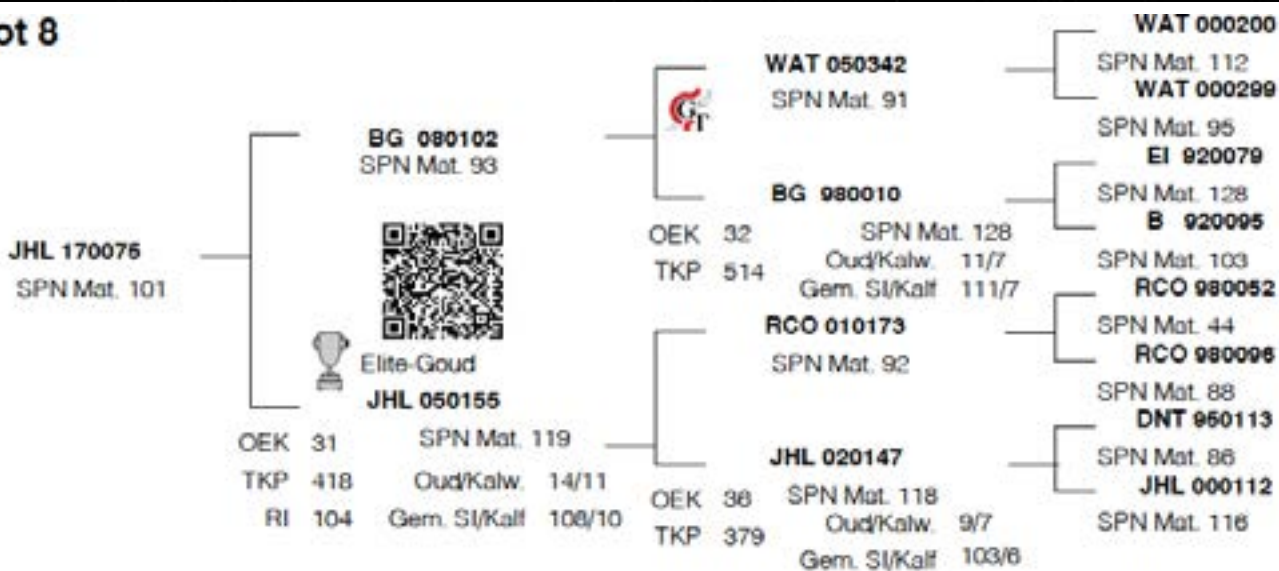 ot 8
JHL 170075
SPN Mat. 101
BG 080102
SPN Mat. 93
Elite-Goud
JHL 050155
OEK 31 SPN Mat. 119
TKP 418 Oud/Kalw. 14/11
RI 104 Gem. SI/Kalf 108/10
WAT 050342
SPN Mat. 91
GT
BG 980010
OEK 32 SPN Mat. 128
TKP 514 Oud/Kalw. 11/7
Gem. SI/Kalf 111/7
RCO 010173
SPN Mat. 92
JHL 020147
OEK 36 SPN Mat. 118
TKP 379 Oud/Kalw. 9/7
Gem. SI/Kalf 103/6
WAT 000200
SPN Mat. 112
WAT 000299
SPN Mat. 95
EI 920079
SPN Mat. 128
B 920095
SPN Mat. 103
RCO 980052
SPN Mat. 44
RCO 980096
SPN Mat. 88
DNT 950113
SPN Mat. 86
JHL 000112
SPN Mat. 116